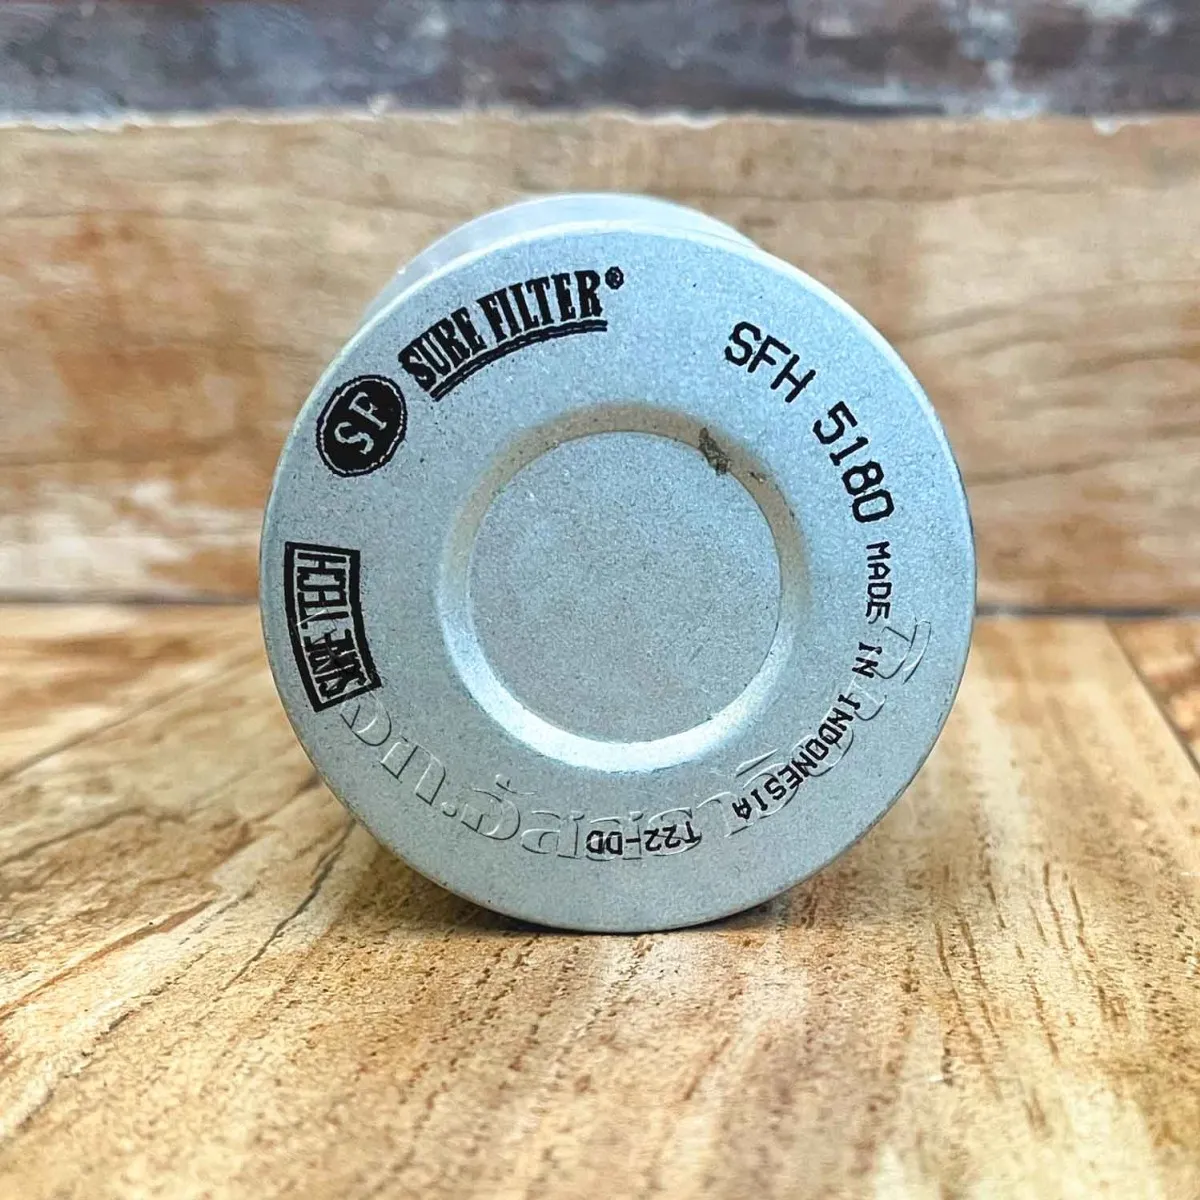 SF
SURE FILTER®
SFH 5180
MADE IN INDONESIA
T22-DD
SURE TECH